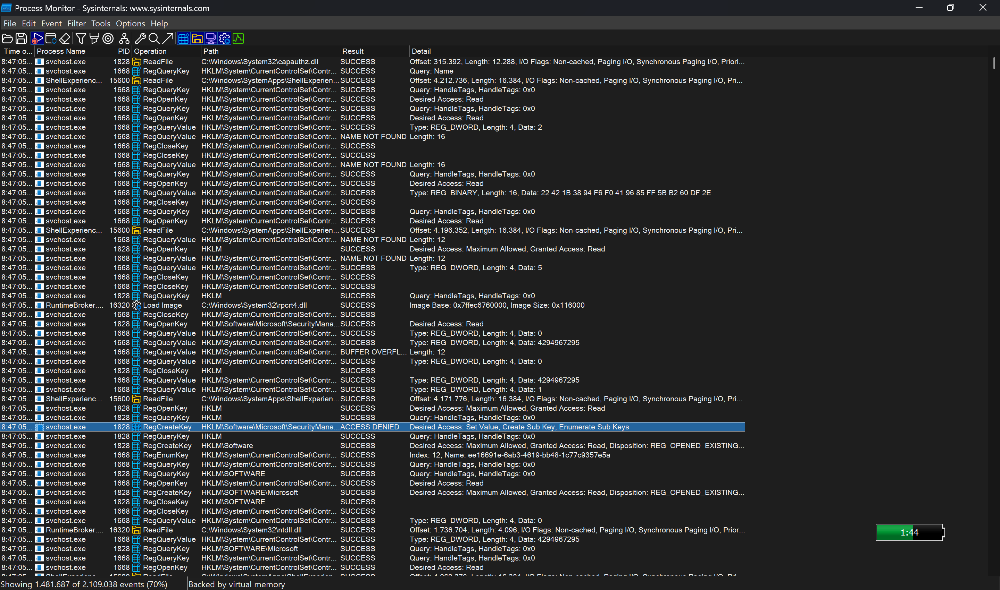 Process Monitor - Sysinternals: www.sysinternals.com
File Edit Event Filter Tools Options Help
Time o... Process Name PID Operation Path Result Detail
8:47:05... svchost.exe 1828 ReadFile C:\Windows\System32\capauthz.dll SUCCESS Offset: 315.392, Length: 12.288, I/O Flags: Non-cached, Paging I/O, Synchronous Paging I/O, Priori...
8:47:05... svchost.exe 1668 RegQueryKey HKLM\System\CurrentControlSet\Contr... SUCCESS Query: Name
8:47:05... ShellExperienc... 15600 ReadFile C:\Windows\SystemApps\ShellExperien... SUCCESS Offset: 4.212.736, Length: 16.384, I/O Flags: Non-cached, Paging I/O, Synchronous Paging I/O, Pri...
8:47:05... svchost.exe 1668 RegQueryKey HKLM\System\CurrentControlSet\Contr... SUCCESS Query: HandleTags, HandleTags: 0x0
8:47:05... svchost.exe 1668 RegOpenKey HKLM\System\CurrentControlSet\Contr... SUCCESS Desired Access: Read
8:47:05... svchost.exe 1668 RegQueryKey HKLM\System\CurrentControlSet\Contr... SUCCESS Query: HandleTags, HandleTags: 0x0
8:47:05... svchost.exe 1668 RegOpenKey HKLM\System\CurrentControlSet\Contr... SUCCESS Desired Access: Read
8:47:05... svchost.exe 1668 RegQueryValue HKLM\System\CurrentControlSet\Contr... SUCCESS Type: REG_DWORD, Length: 4, Data: 2
8:47:05... svchost.exe 1668 RegQueryValue HKLM\System\CurrentControlSet\Contr... NAME NOT FOUND Length: 16
8:47:05... svchost.exe 1668 RegCloseKey HKLM\System\CurrentControlSet\Contr... SUCCESS
8:47:05... svchost.exe 1668 RegCloseKey HKLM\System\CurrentControlSet\Contr... SUCCESS
8:47:05... svchost.exe 1668 RegQueryValue HKLM\System\CurrentControlSet\Contr... NAME NOT FOUND Length: 16
8:47:05... svchost.exe 1668 RegQueryKey HKLM\System\CurrentControlSet\Contr... SUCCESS Query: HandleTags, HandleTags: 0x0
8:47:05... svchost.exe 1668 RegOpenKey HKLM\System\CurrentControlSet\Contr... SUCCESS Desired Access: Read
8:47:05... svchost.exe 1668 RegQueryValue HKLM\System\CurrentControlSet\Contr... SUCCESS Type: REG_BINARY, Length: 16, Data: 22 42 1B 38 94 F6 F0 41 96 85 FF 5B B2 60 DF 2E
8:47:05... svchost.exe 1668 RegCloseKey HKLM\System\CurrentControlSet\Contr... SUCCESS
8:47:05... svchost.exe 1668 RegQueryKey HKLM\System\CurrentControlSet\Contr... SUCCESS Query: HandleTags, HandleTags: 0x0
8:47:05... svchost.exe 1668 RegOpenKey HKLM\System\CurrentControlSet\Contr... SUCCESS Desired Access: Read
8:47:05... ShellExperienc... 15600 ReadFile C:\Windows\SystemApps\ShellExperien... SUCCESS Offset: 4.196.352, Length: 16.384, I/O Flags: Non-cached, Paging I/O, Synchronous Paging I/O, Pri...
8:47:05... svchost.exe 1668 RegQueryValue HKLM\System\CurrentControlSet\Contr... NAME NOT FOUND Length: 12
8:47:05... svchost.exe 1828 RegOpenKey HKLM SUCCESS Desired Access: Maximum Allowed, Granted Access: Read
8:47:05... svchost.exe 1668 RegQueryValue HKLM\System\CurrentControlSet\Contr... NAME NOT FOUND Length: 12
8:47:05... svchost.exe 1668 RegQueryValue HKLM\System\CurrentControlSet\Contr... SUCCESS Type: REG_DWORD, Length: 4, Data: 5
8:47:05... svchost.exe 1668 RegCloseKey HKLM\System\CurrentControlSet\Contr... SUCCESS
8:47:05... svchost.exe 1668 RegCloseKey HKLM\System\CurrentControlSet\Contr... SUCCESS
8:47:05... svchost.exe 1828 RegQueryKey HKLM SUCCESS Query: HandleTags, HandleTags: 0x0
8:47:05... RuntimeBroker.... 16320 Load Image C:\Windows\System32\rpcrt4.dll SUCCESS Image Base: 0x7ffec6760000, Image Size: 0x116000
8:47:05... svchost.exe 1668 RegCloseKey HKLM\System\CurrentControlSet\Contr... SUCCESS
8:47:05... svchost.exe 1828 RegOpenKey HKLM\Software\Microsoft\SecurityMana... SUCCESS Desired Access: Read
8:47:05... svchost.exe 1668 RegQueryValue HKLM\System\CurrentControlSet\Contr... SUCCESS Type: REG_DWORD, Length: 4, Data: 0
8:47:05... svchost.exe 1668 RegQueryValue HKLM\System\CurrentControlSet\Contr... SUCCESS Type: REG_DWORD, Length: 4, Data: 4294967295
8:47:05... svchost.exe 1668 RegQueryValue HKLM\System\CurrentControlSet\Contr... BUFFER OVERFL... Length: 12
8:47:05... svchost.exe 1668 RegQueryValue HKLM\System\CurrentControlSet\Contr... SUCCESS Type: REG_DWORD, Length: 4, Data: 0
8:47:05... svchost.exe 1828 RegCloseKey HKLM SUCCESS
8:47:05... svchost.exe 1668 RegQueryValue HKLM\System\CurrentControlSet\Contr... SUCCESS Type: REG_DWORD, Length: 4, Data: 4294967295
8:47:05... svchost.exe 1668 RegQueryValue HKLM\System\CurrentControlSet\Contr... SUCCESS Type: REG_DWORD, Length: 4, Data: 1
8:47:05... ShellExperienc... 15600 ReadFile C:\Windows\SystemApps\ShellExperien... SUCCESS Offset: 4.171.776, Length: 16.384, I/O Flags: Non-cached, Paging I/O, Synchronous Paging I/O, Pri...
8:47:05... svchost.exe 1828 RegOpenKey HKLM SUCCESS Desired Access: Maximum Allowed, Granted Access: Read
8:47:05... svchost.exe 1828 RegQueryKey HKLM SUCCESS Query: HandleTags, HandleTags: 0x0
8:47:05... svchost.exe 1828 RegCreateKey HKLM\Software\Microsoft\SecurityMana... ACCESS DENIED Desired Access: Set Value, Create Sub Key, Enumerate Sub Keys
8:47:05... svchost.exe 1828 RegQueryKey HKLM SUCCESS Query: HandleTags, HandleTags: 0x0
8:47:05... svchost.exe 1828 RegCreateKey HKLM\Software SUCCESS Desired Access: Maximum Allowed, Granted Access: Read, Disposition: REG_OPENED_EXISTING...
8:47:05... svchost.exe 1668 RegEnumKey HKLM\System\CurrentControlSet\Contr... SUCCESS Index: 12, Name: ee16691e-6ab3-4619-bb48-1c77c9357e5a
8:47:05... svchost.exe 1668 RegQueryKey HKLM\System\CurrentControlSet\Contr... SUCCESS Query: HandleTags, HandleTags: 0x0
8:47:05... svchost.exe 1828 RegQueryKey HKLM\SOFTWARE SUCCESS Query: HandleTags, HandleTags: 0x0
8:47:05... svchost.exe 1668 RegOpenKey HKLM\System\CurrentControlSet\Contr... SUCCESS Desired Access: Read
8:47:05... svchost.exe 1828 RegCreateKey HKLM\SOFTWARE\Microsoft SUCCESS Desired Access: Maximum Allowed, Granted Access: Read, Disposition: REG_OPENED_EXISTING...
8:47:05... svchost.exe 1828 RegCloseKey HKLM\SOFTWARE SUCCESS
8:47:05... svchost.exe 1668 RegCloseKey HKLM\System\CurrentControlSet\Contr... SUCCESS
8:47:05... svchost.exe 1668 RegQueryValue HKLM\System\CurrentControlSet\Contr... SUCCESS Type: REG_DWORD, Length: 4, Data: 0
8:47:05... RuntimeBroker.... 16320 ReadFile C:\Windows\System32\ntdll.dll SUCCESS Offset: 1.736.704, Length: 4.096, I/O Flags: Non-cached, Paging I/O, Synchronous Paging I/O, Prior...
1:44
8:47:05... svchost.exe 1668 RegQueryValue HKLM\System\CurrentControlSet\Contr... SUCCESS Type: REG_DWORD, Length: 4, Data: 4294967295
8:47:05... svchost.exe 1828 RegQueryKey HKLM\SOFTWARE\Microsoft SUCCESS Query: HandleTags, HandleTags: 0x0
8:47:05... svchost.exe 1668 RegQueryKey HKLM\System\CurrentControlSet\Contr... SUCCESS Query: HandleTags, HandleTags: 0x0
8:47:05... svchost.exe 1668 RegOpenKey HKLM\System\CurrentControlSet\Contr... SUCCESS Desired Access: Read
Showing 1.481.687 of 2.109.038 events (70%) Backed by virtual memory